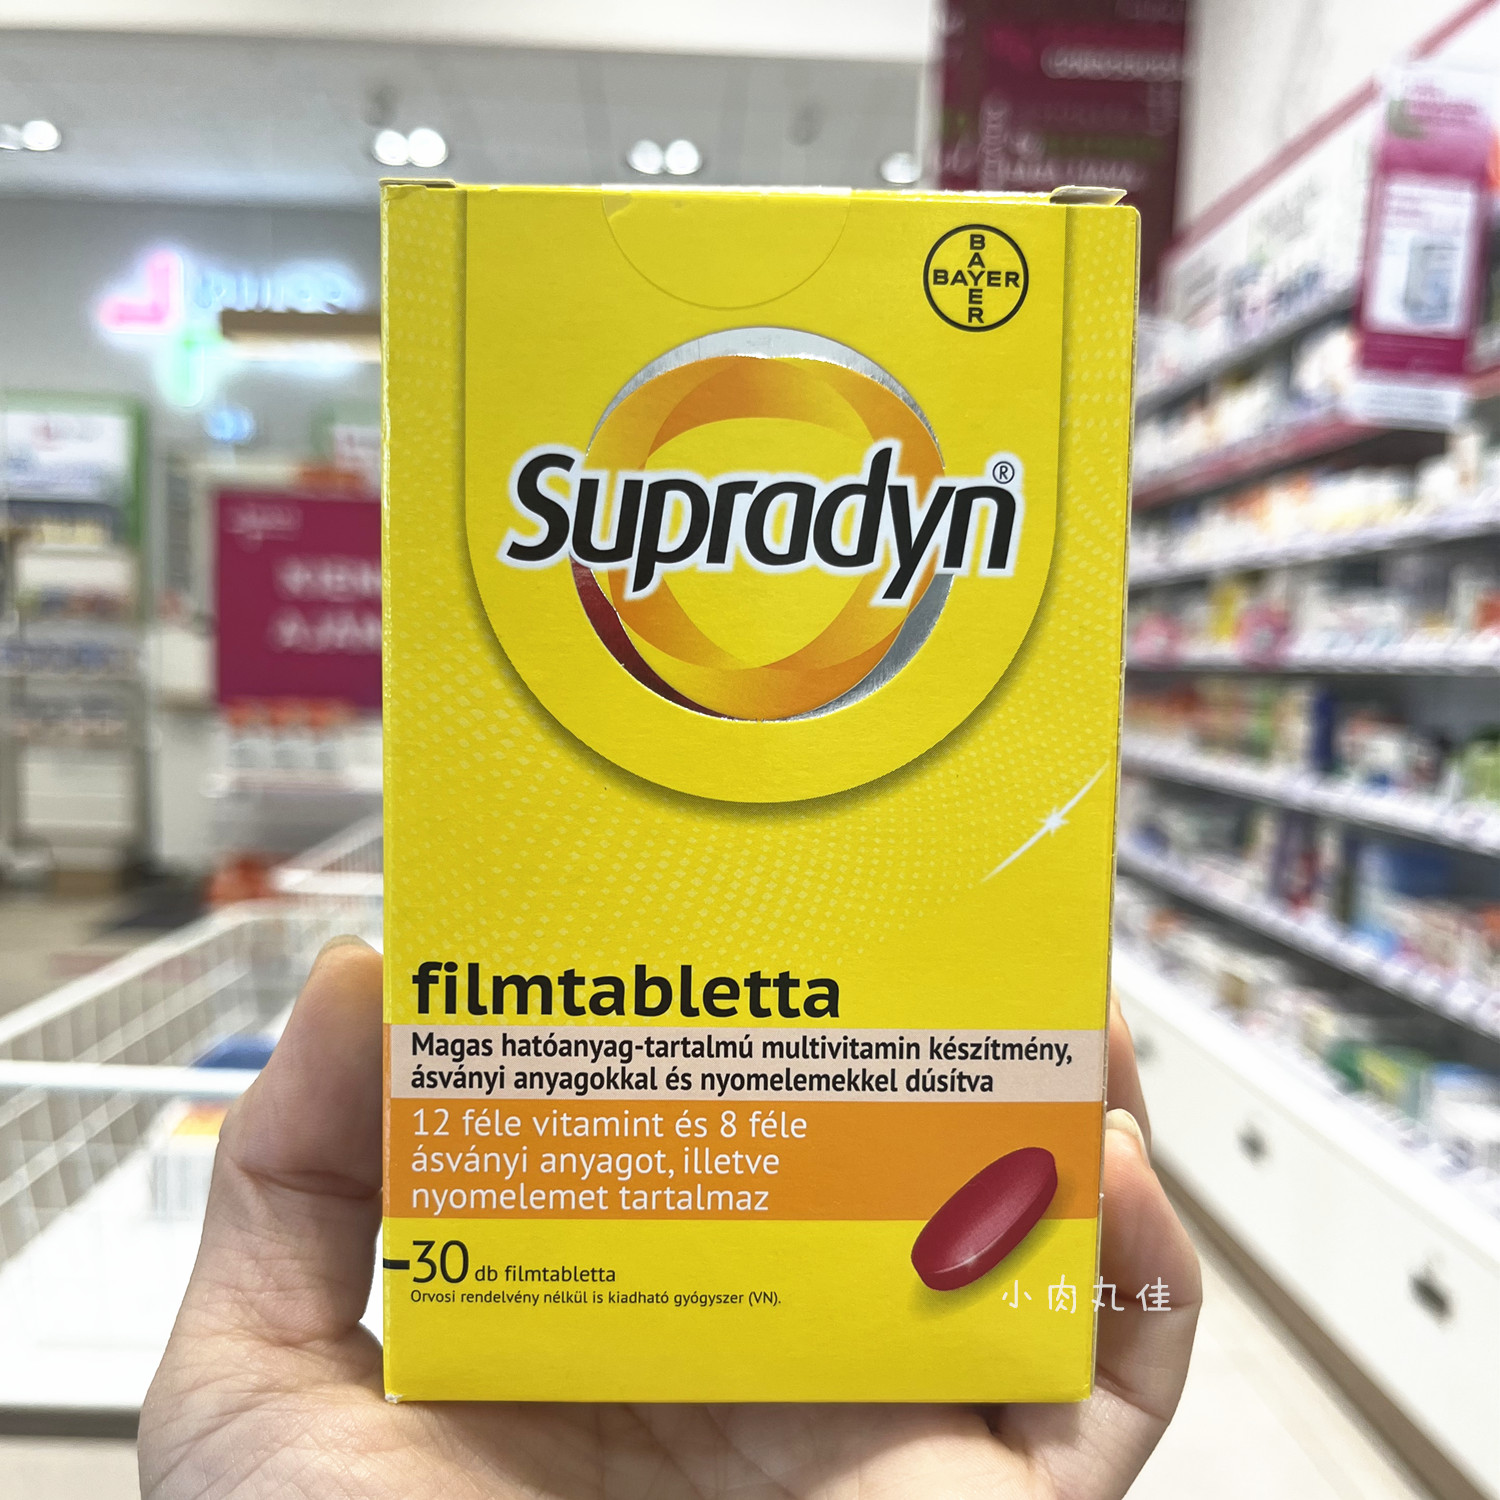 BAYER
BAYER
Supradyn®
filmtabletta
Magas hatóanyag-tartalmú multivitamin készítmény,
ásványi anyagokkal és nyomelemekkel dúsítva
12 féle vitamint és 8 féle
ásványi anyagot, illetve
nyomelemet tartalmaz
30 db filmtabletta
Orvosi rendelvény nélkül is kiadható gyógyszer (VN).
小肉丸佳